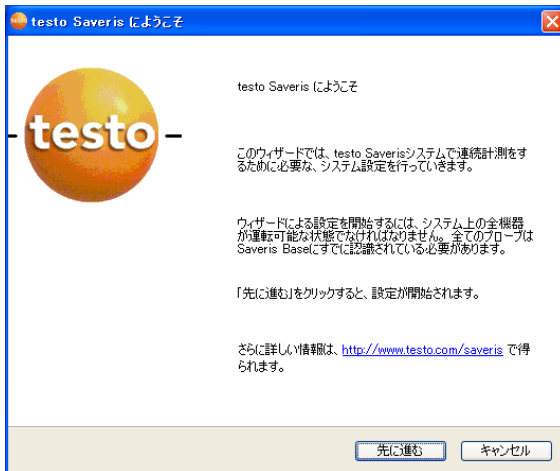 testo Saveris にようこそ
testo Saveris にようこそ
testo
このウィザードでは、testo Saverisシステムで連続計測をす
るために必要な、システム設定を行っていきます。
ウィザードによる設定を開始するには、システム上の全機器
が運転可能な状態でなければなりません。全てのプローブは
Saveris Baseにすでに認識されている必要があります。
「先に進む」をクリックすると、設定が開始されます。
さらに詳しい情報は、http://www.testo.com/saveris で得
られます。
先に進む
キャンセル